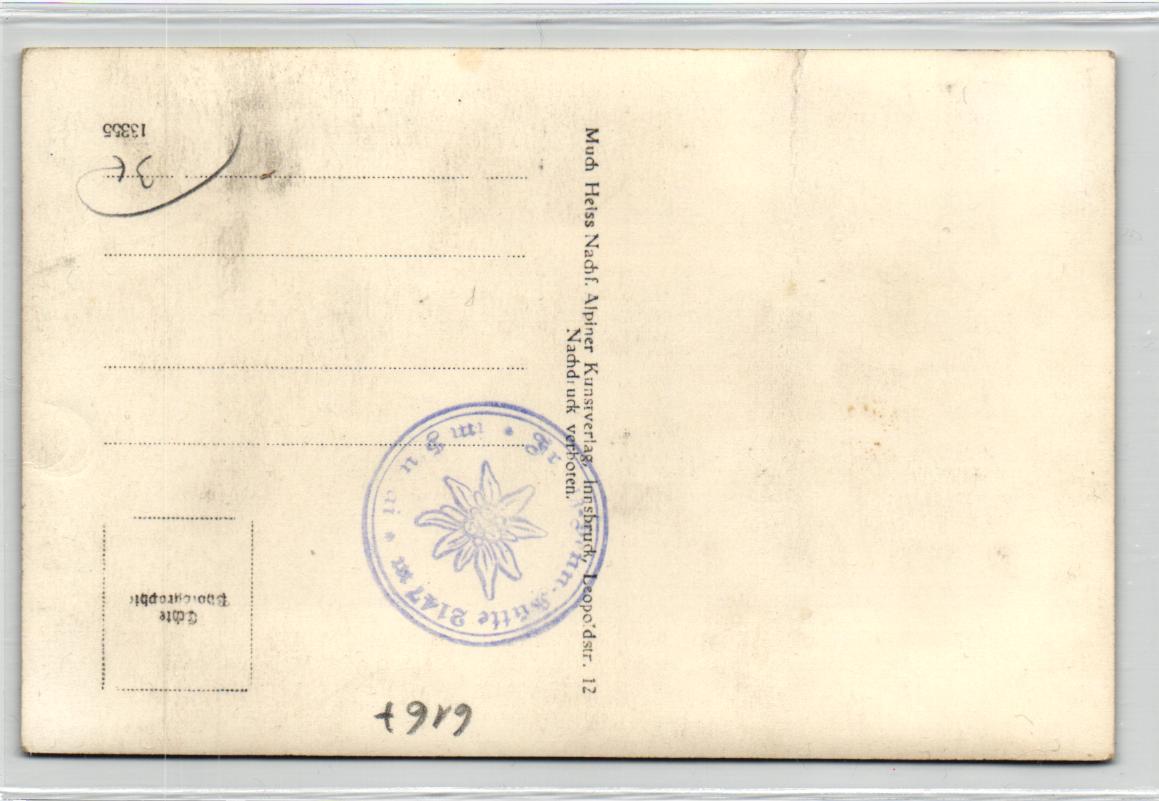 13355
Much Heiss Nachf. Alpiner Kunstverlag, Innsbruck, Leopoldstr. 12
Nachdruck verboten.
-Hütte 2147 m
Echte
Photographie